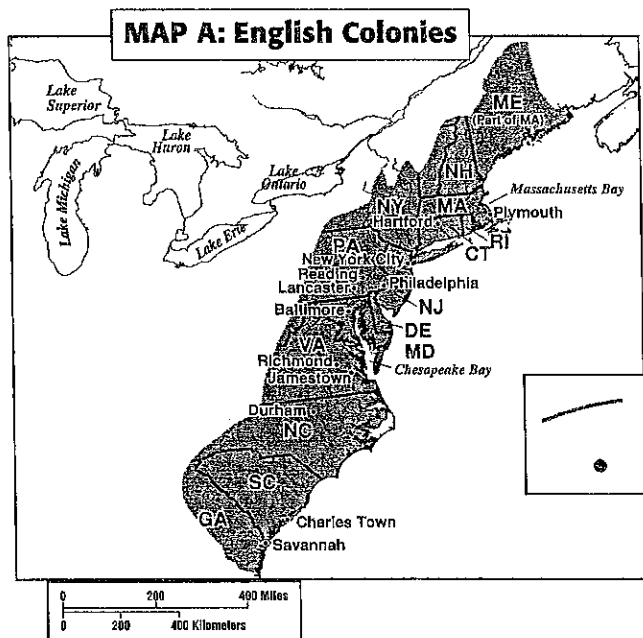 MAP A: English Colonies
Lake
Superior
Lake
Huron
Lake Michigan
Lake
Ontario
Lake Erie
ME
(Part of MA)
NH
Massachusetts Bay
NY
MA
Plymouth
Hartford
RI
CT
PA
New York City
Reading
Lancaster
Philadelphia
NJ
Baltimore
DE
MD
VA
Chesapeake Bay
Richmond
Jamestown
Durham
NC
SC
GA
Charles Town
Savannah
0 200 400 Miles
0 200 400 Kilometers